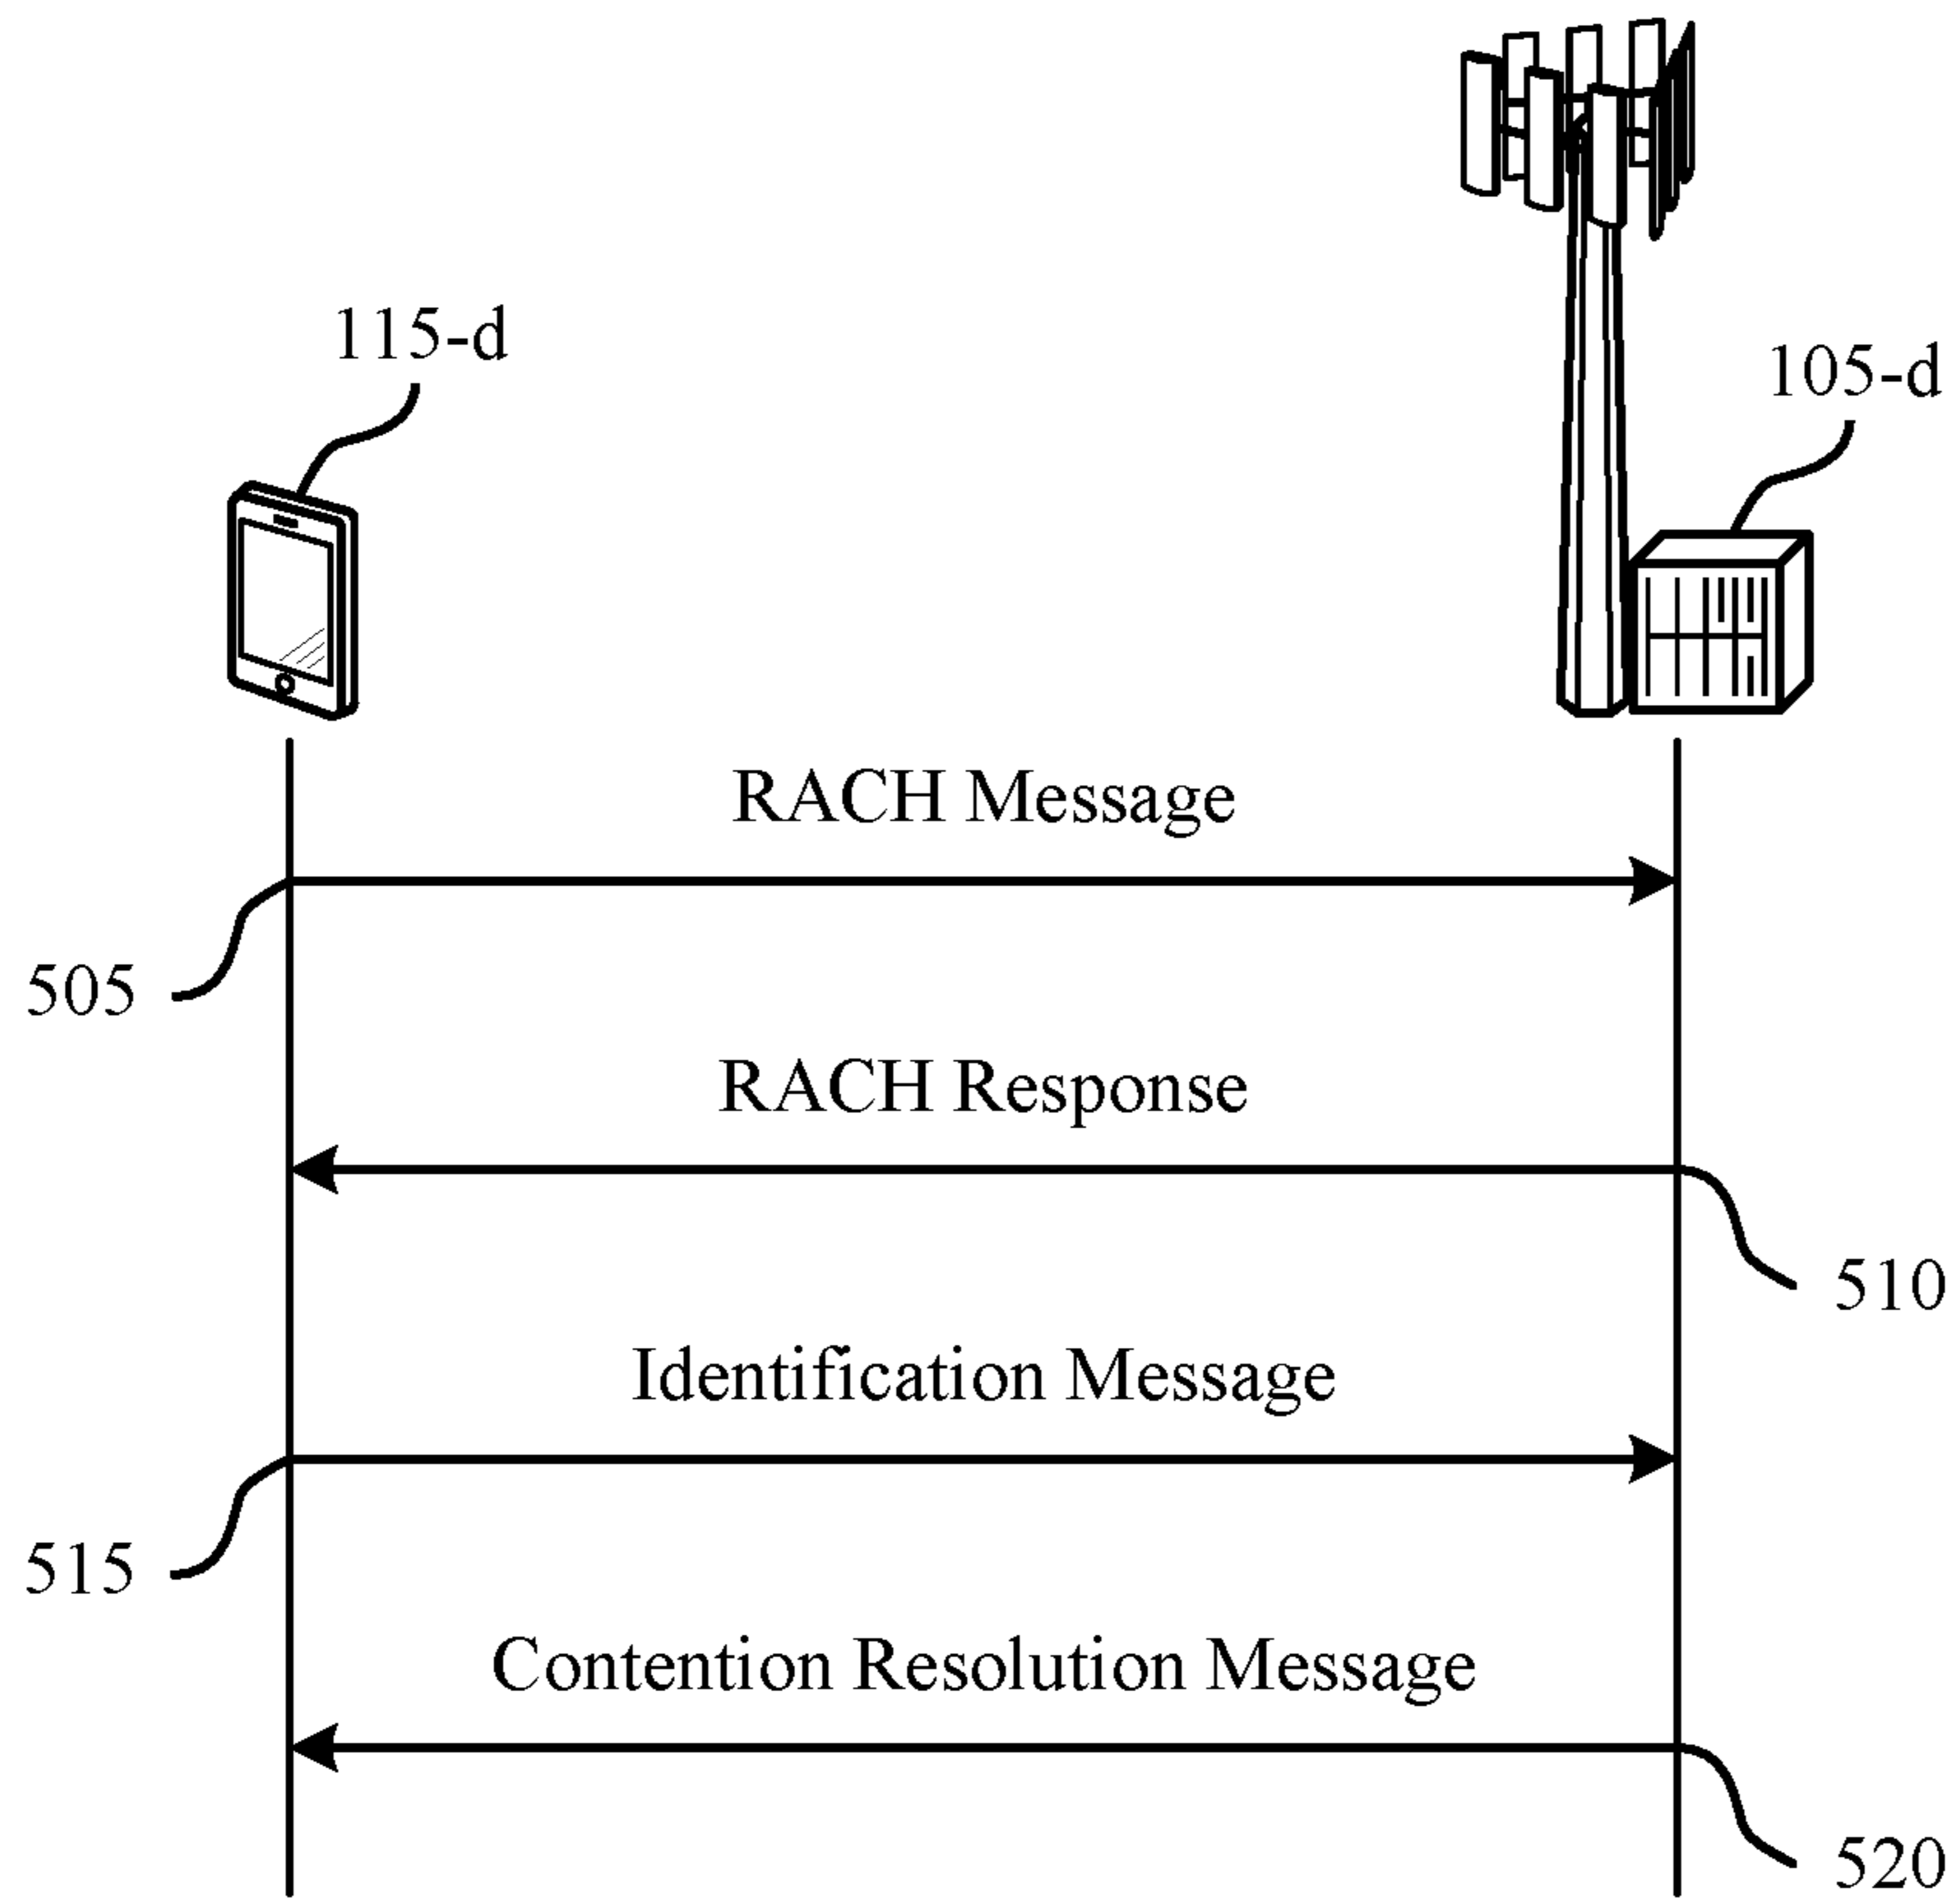 115-d
105-d
RACH Message
505
RACH Response
510
Identification Message
515
Contention Resolution Message
520